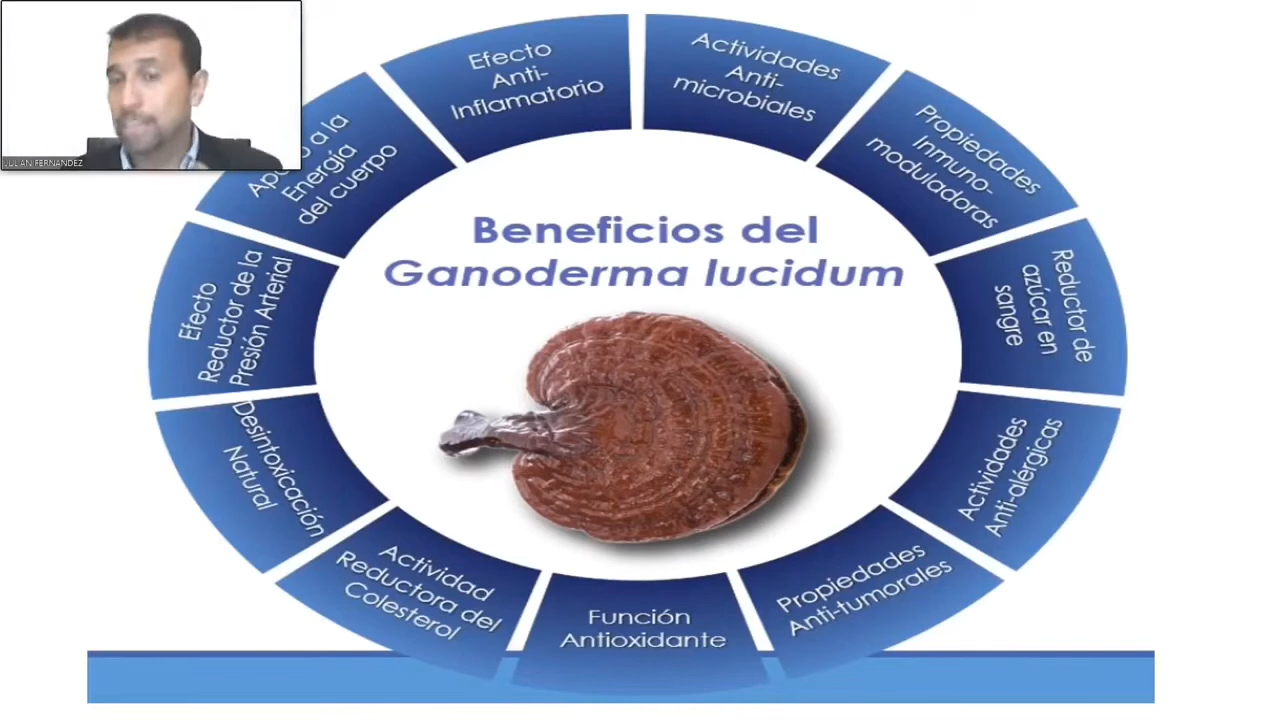 JULIAN FERNANDEZ
Beneficios del
Ganoderma lucidum
Efecto
Anti-
Inflamatorio
Actividades
Anti-
microbiales
Propiedades
Inmuno-
moduladoras
Reductor de
azúcar en
sangre
Actividades
Anti-alérgicas
Propiedades
Anti-tumorales
Función
Antioxidante
Actividad
Reductora del
Colesterol
Desintoxicación
Natural
Efecto
Reductor de la
Presión Arterial
a la
Energía
del cuerpo